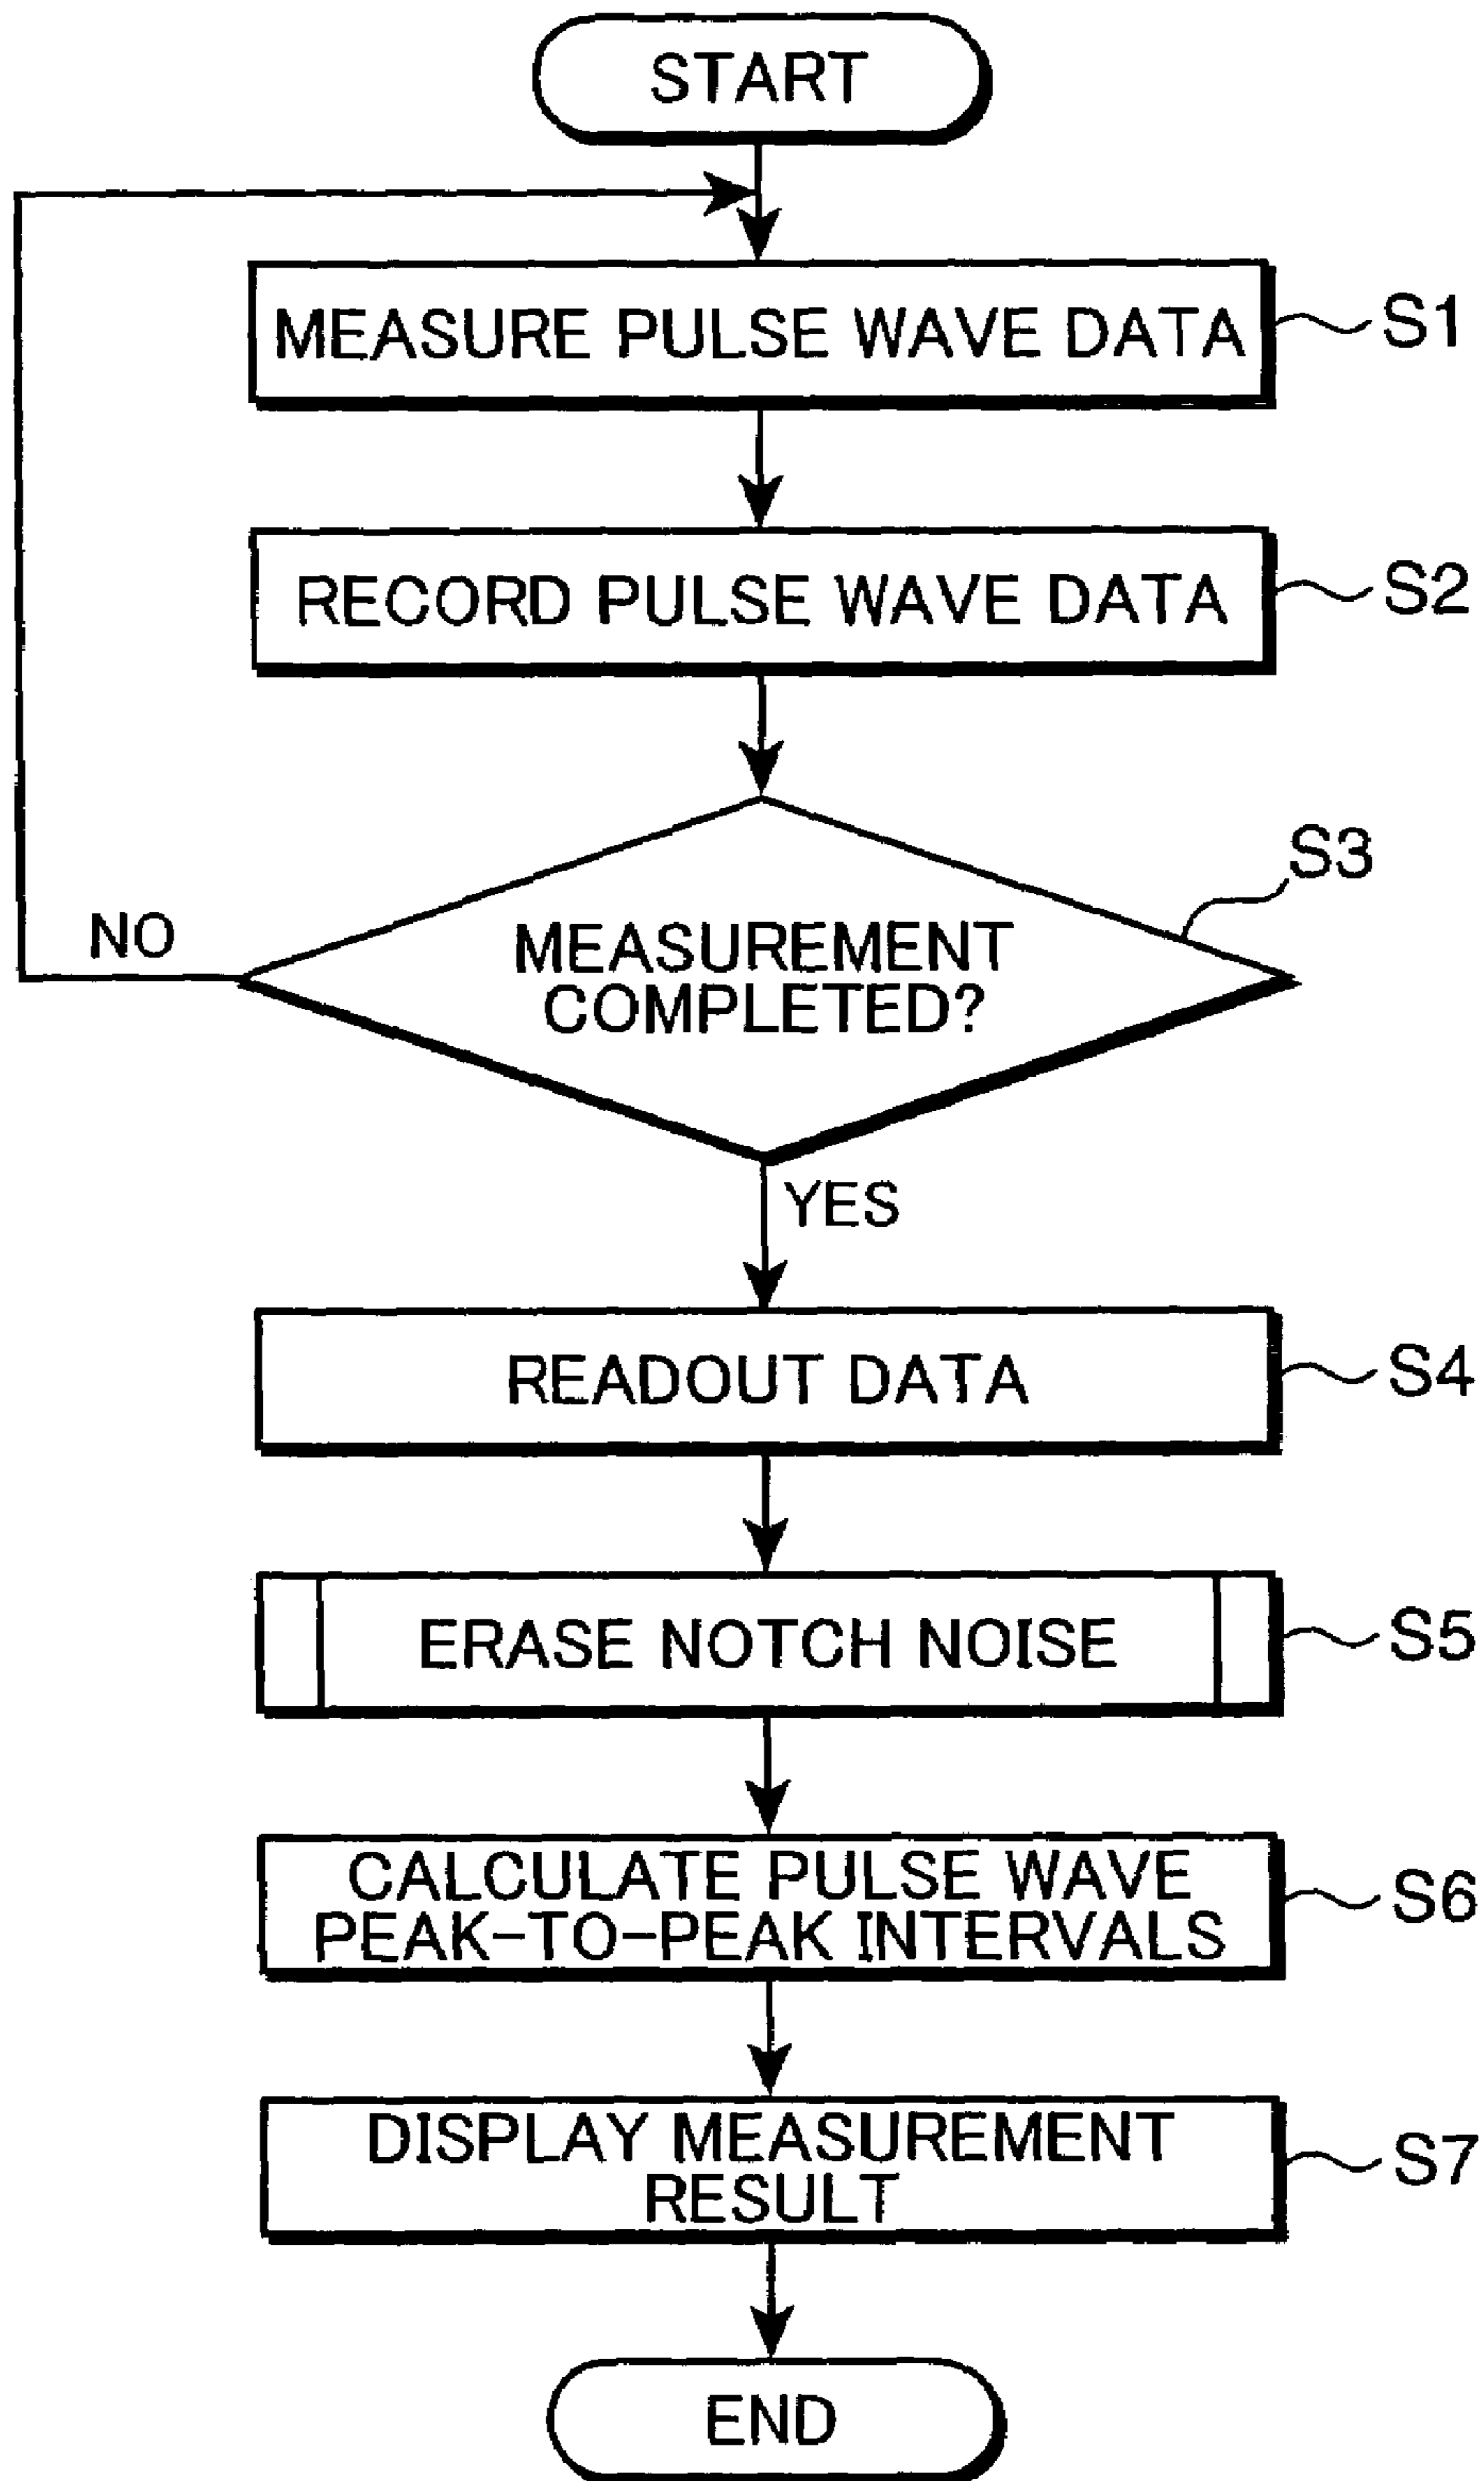 START
MEASURE PULSE WAVE DATA
S1
RECORD PULSE WAVE DATA
S2
S3
NO
MEASUREMENT
COMPLETED?
YES
READOUT DATA
S4
ERASE NOTCH NOISE
S5
CALCULATE PULSE WAVE
PEAK-TO-PEAK INTERVALS
S6
DISPLAY MEASUREMENT
RESULT
S7
END